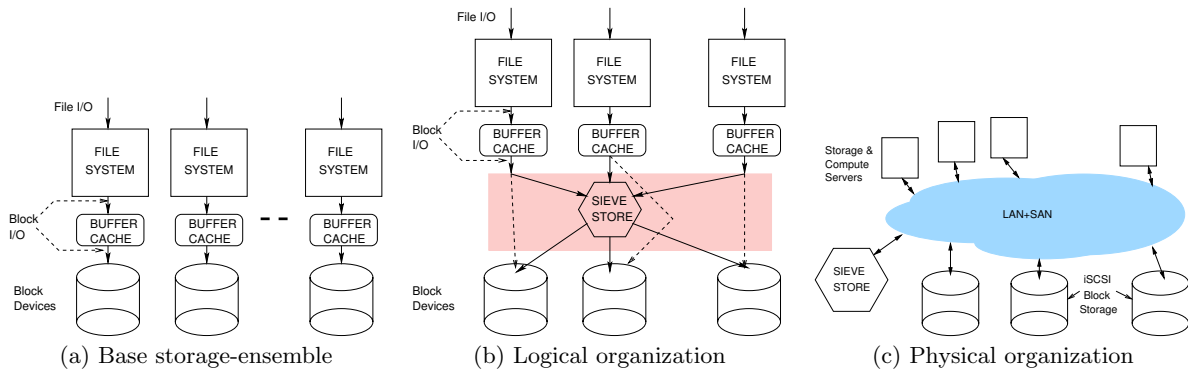 File I/O
FILE
SYSTEM
FILE
SYSTEM
FILE
SYSTEM
Block
I/O
BUFFER
CACHE
BUFFER
CACHE
BUFFER
CACHE
Block
Devices
(a) Base storage-ensemble
File I/O
FILE
SYSTEM
FILE
SYSTEM
FILE
SYSTEM
Block
I/O
BUFFER
CACHE
BUFFER
CACHE
BUFFER
CACHE
SIEVE
STORE
Block
Devices
(b) Logical organization
Storage &
Compute
Servers
LAN+SAN
SIEVE
STORE
iSCSI
Block
Storage
(c) Physical organization